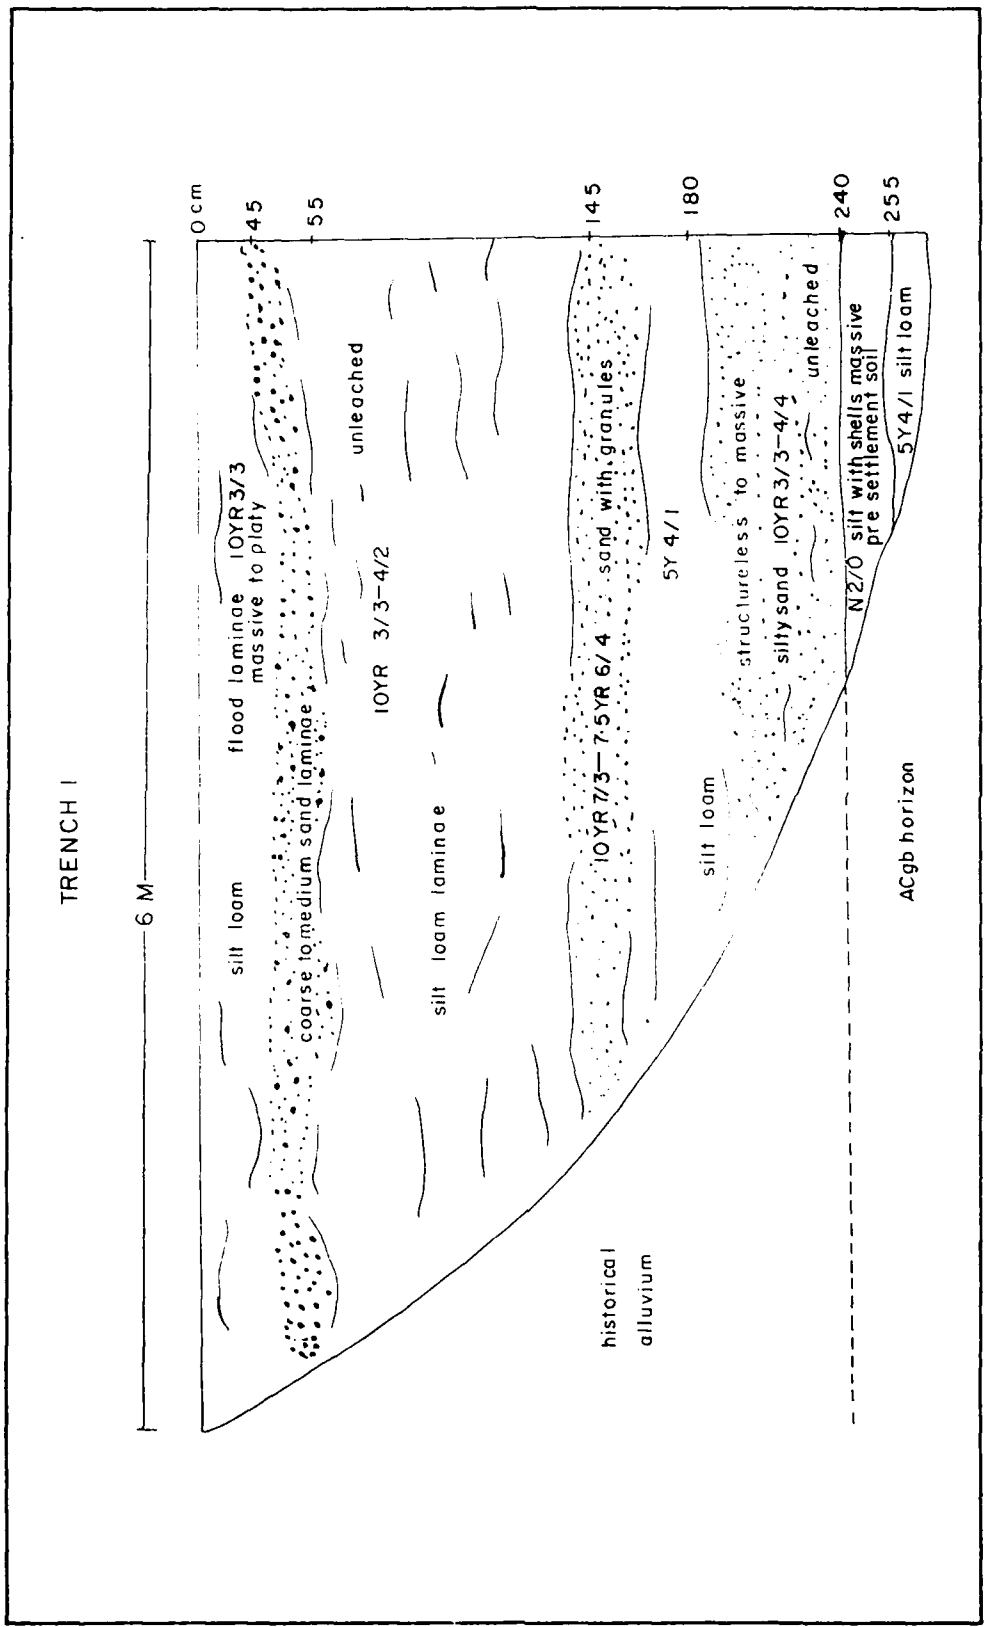 TRENCH I
6 M
0 cm
45
55
145
180
240
255
silt loam
flood laminae 10YR 3/3
massive to platy
coarse to medium sand laminae
unleached
10YR 3/3-4/2
silt loam laminae
10YR 7/3-7·5YR 6/4 sand with granules
5Y 4/1
silt loam
structureless to massive
silty sand 10YR 3/3-4/4
unleached
N 2/0 silt with shells massive
pre settlement soil
5Y4/1 silt loam
historical
alluvium
ACgb horizon